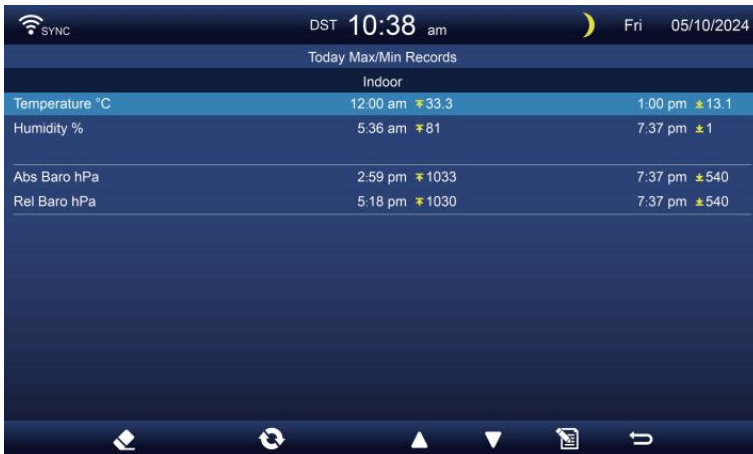 SYNC DST 10:38 am Fri 05/10/2024
Today Max/Min Records
Indoor
Temperature °C 12:00 am 33.3 1:00 pm 13.1
Humidity % 5:36 am 81 7:37 pm 1
Abs Baro hPa 2:59 pm 1033 7:37 pm 540
Rel Baro hPa 5:18 pm 1030 7:37 pm 540